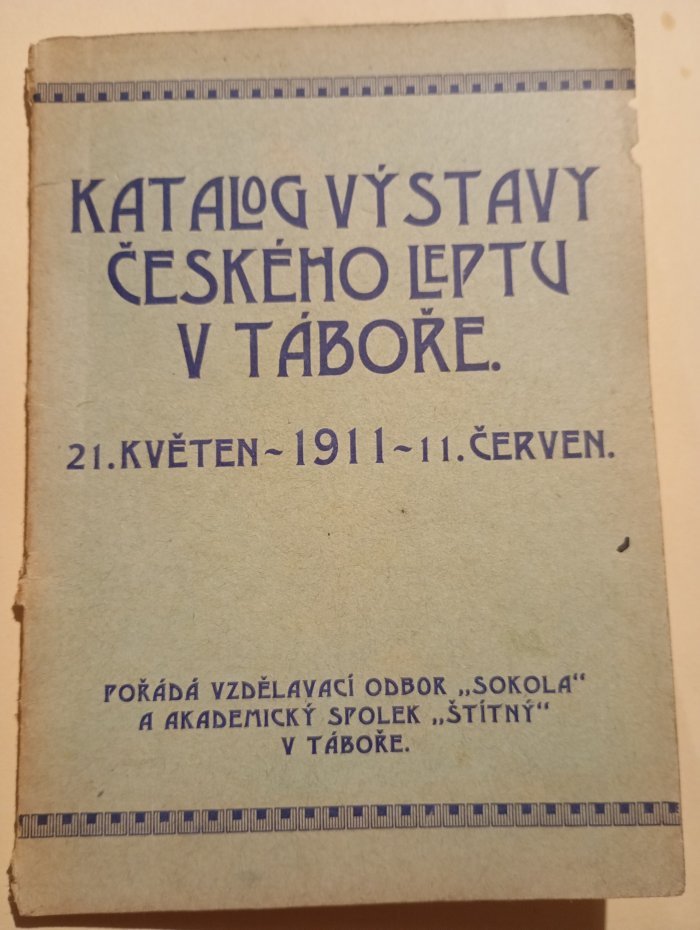 KATALOG VÝSTAVY
ČESKÉHO LEPTU
V TÁBOŘE.
21. KVĚTEN ~ 1911 ~ 11. ČERVEN.
POŘÁDÁ VZDĚLAVACÍ ODBOR „SOKOLA“
A AKADEMICKÝ SPOLEK „ŠTÍTNÝ“
V TÁBOŘE.